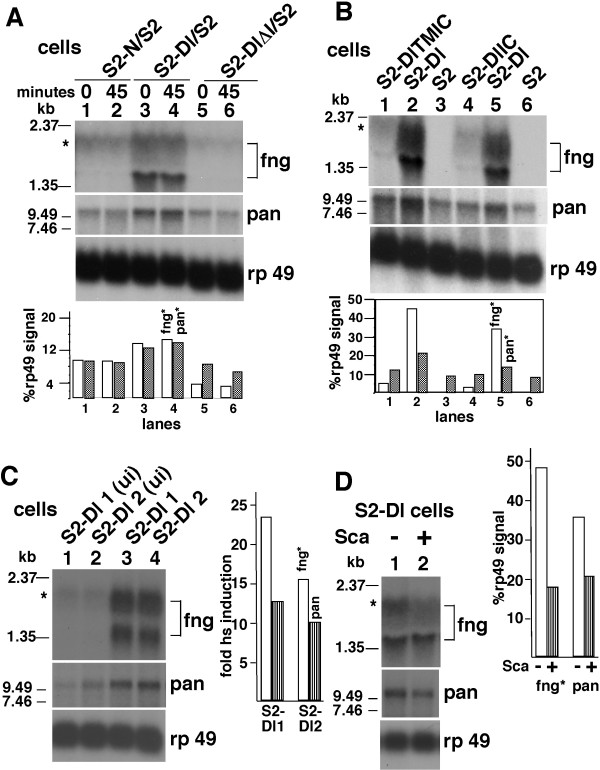 A
cells
S2-N/S2
S2-Dl/S2
S2-DlΔI/S2
minutes 0 45 0 45 0 45
kb 1 2 3 4 5 6
2.37
*
fng
1.35
9.49
pan
7.46
rp 49
%rp49 signal
20
12
4
fng*
pan*
1 2 3 4 5 6
lanes
B
cells
S2-DlTMIC
S2-Dl
S2
S2-DlIC
S2-Dl
S2
kb 1 2 3 4 5 6
2.37
*
fng
1.35
9.49
pan
7.46
rp 49
%rp49 signal
50
40
30
20
10
fng*
pan*
1 2 3 4 5 6
lanes
C
cells
S2-Dl 1 (ui)
S2-Dl 2 (ui)
S2-Dl 1
S2-Dl 2
kb 1 2 3 4
2.37
*
fng
1.35
9.49
pan
7.46
rp 49
fold hs induction
25
20
15
10
5
fng*
pan
S2- S2-
Dl1 Dl2
D
S2-Dl cells
Sca - +
kb 1 2
2.37
*
fng
1.35
9.49
pan
7.46
rp 49
%rp49 signal
50
40
30
20
10
Sca - + - +
fng* pan